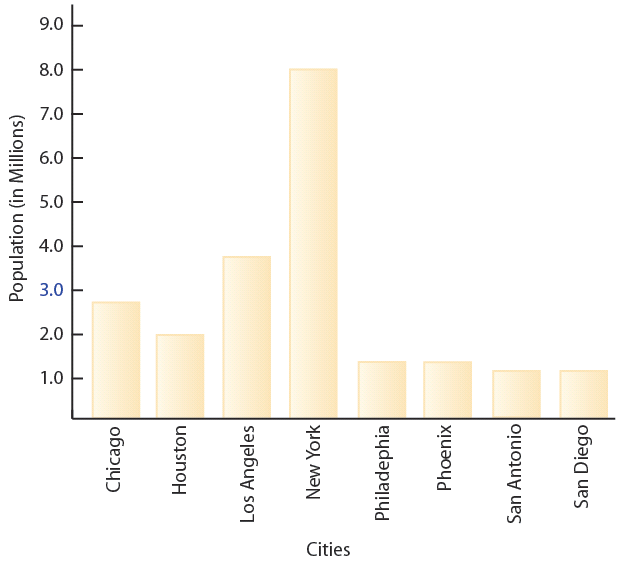 9.0
8.0
7.0
6.0
5.0
4.0
3.0
2.0
1.0
Population (in Millions)
Chicago
Houston
Los Angeles
New York
Philadephia
Phoenix
San Antonio
San Diego
Cities